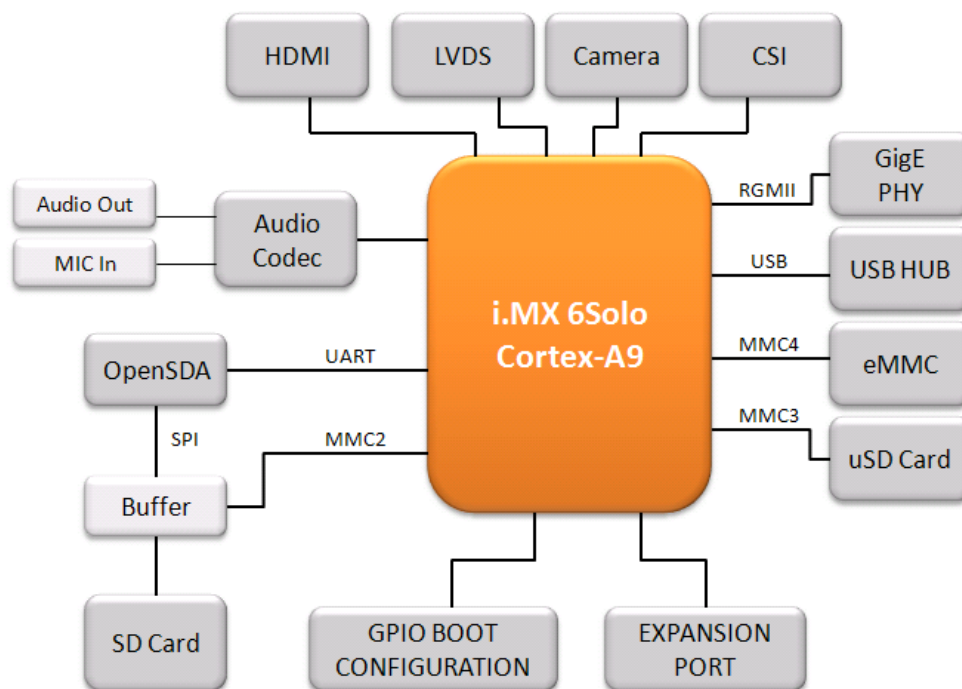 HDMI
LVDS
Camera
CSI
GigE
PHY
RGMII
Audio Out
MIC In
Audio
Codec
USB
USB HUB
i.MX 6Solo
Cortex-A9
OpenSDA
UART
MMC4
eMMC
SPI
MMC2
MMC3
uSD Card
Buffer
SD Card
GPIO BOOT
CONFIGURATION
EXPANSION
PORT